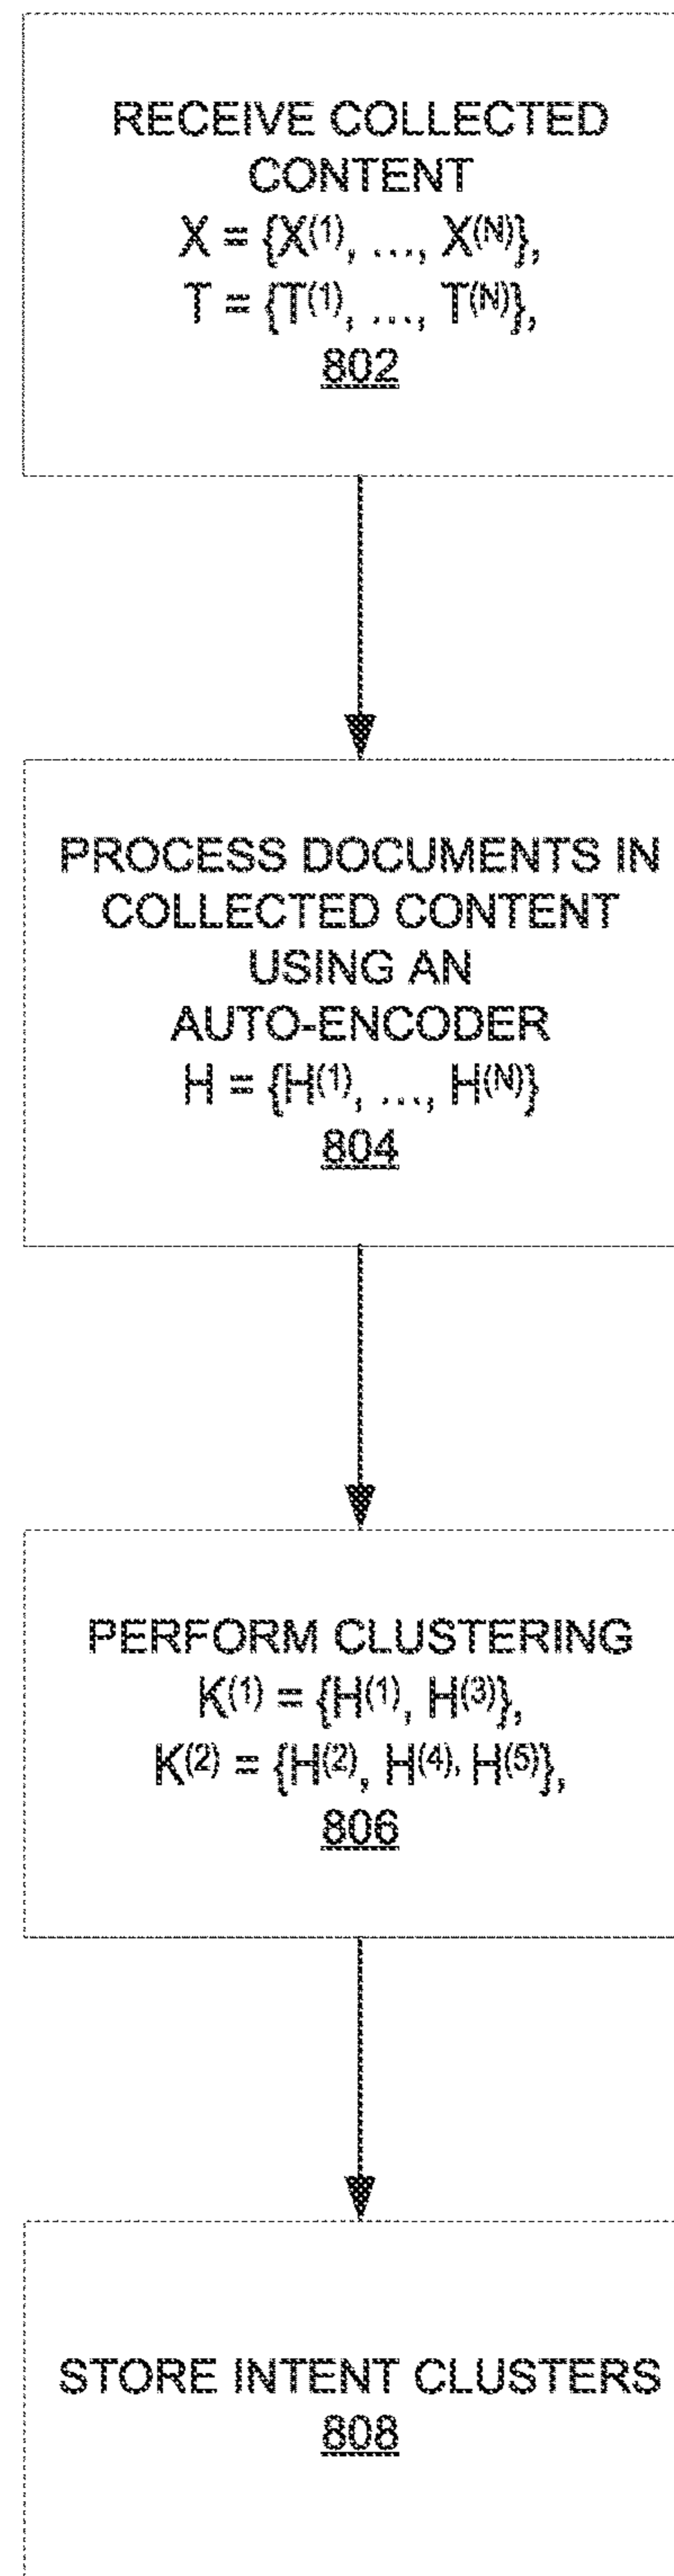 RECEIVE COLLECTED
CONTENT
X = {X⁽¹⁾, ..., X⁽ᴺ⁾},
T = {T⁽¹⁾, ..., T⁽ᴺ⁾},
802
PROCESS DOCUMENTS IN
COLLECTED CONTENT
USING AN
AUTO-ENCODER
H = {H⁽¹⁾, ..., H⁽ᴺ⁾}
804
PERFORM CLUSTERING
K⁽¹⁾ = {H⁽¹⁾, H⁽³⁾},
K⁽²⁾ = {H⁽²⁾, H⁽⁴⁾, H⁽⁵⁾},
806
STORE INTENT CLUSTERS
808